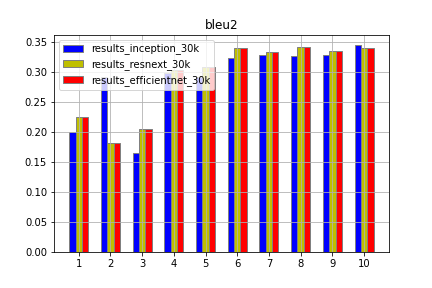 bleu2
results_inception_30k
results_resnext_30k
results_efficientnet_30k
0.35
0.30
0.25
0.20
0.15
0.10
0.05
0.00
1 2 3 4 5 6 7 8 9 10